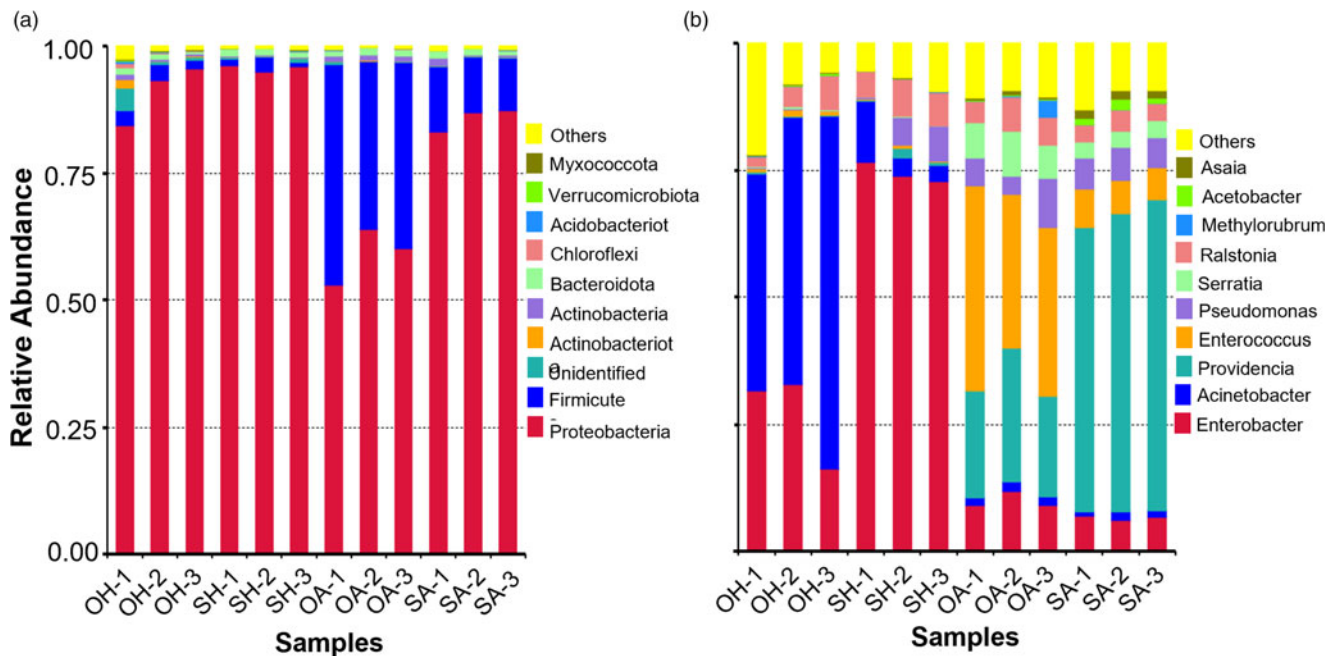 (a)
Relative Abundance
1.00
0.75
0.50
0.25
0.00
OH-1
OH-2
OH-3
SH-1
SH-2
SH-3
OA-1
OA-2
OA-3
SA-1
SA-2
SA-3
Samples
Others
Myxococcota
Verrucomicrobiota
Acidobacteriot
Chloroflexi
Bacteroidota
Actinobacteria
Actinobacteriot
Unidentified
Firmicute
Proteobacteria
(b)
OH-1
OH-2
OH-3
SH-1
SH-2
SH-3
OA-1
OA-2
OA-3
SA-1
SA-2
SA-3
Samples
Others
Asaia
Acetobacter
Methylorubrum
Ralstonia
Serratia
Pseudomonas
Enterococcus
Providencia
Acinetobacter
Enterobacter